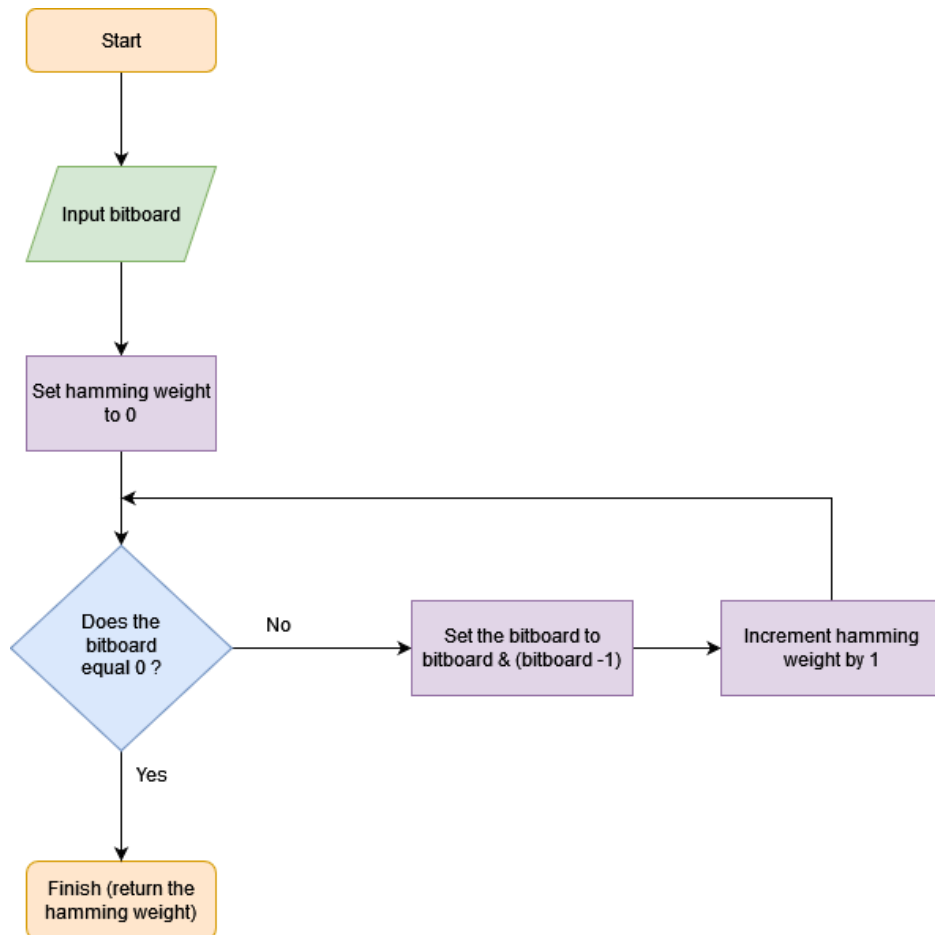 Start
Input bitboard
Set hamming weight
to 0
Does the
bitboard
equal 0 ?
No
Set the bitboard to
bitboard & (bitboard -1)
Increment hamming
weight by 1
Yes
Finish (return the
hamming weight)